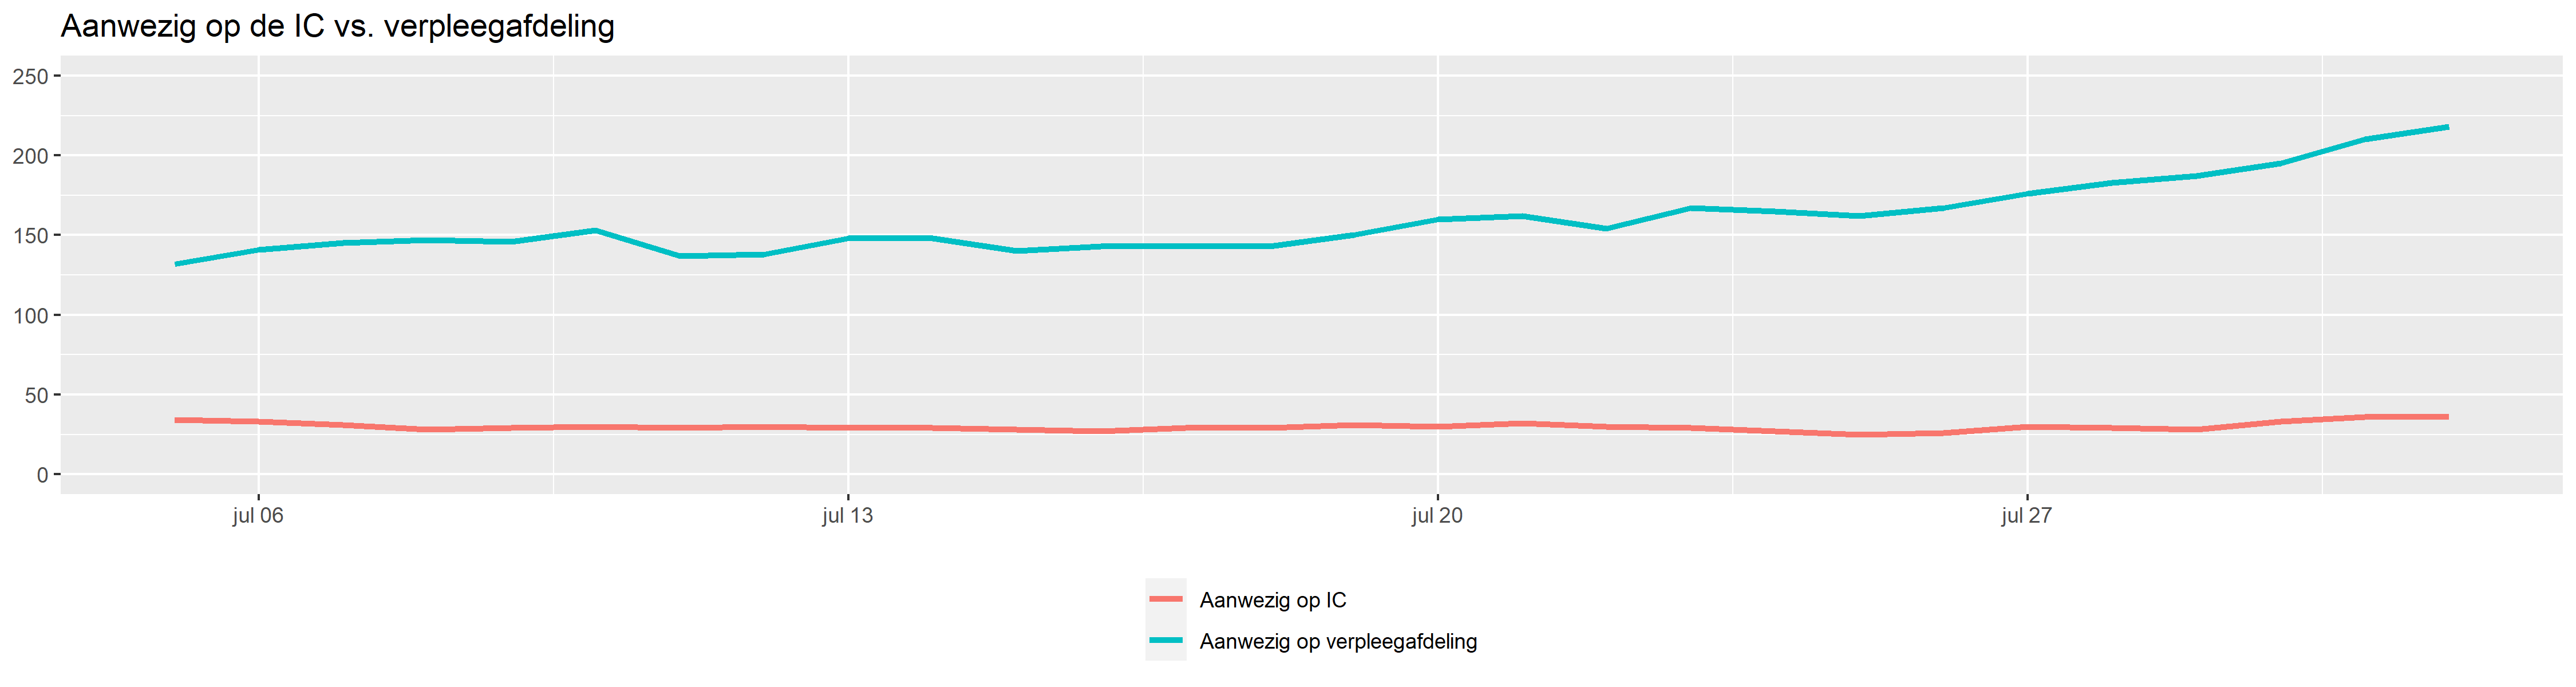 Aanwezig op de IC vs. verpleegafdeling
250
200
150
100
50
0
jul 06 jul 13 jul 20 jul 27
Aanwezig op IC
Aanwezig op verpleegafdeling